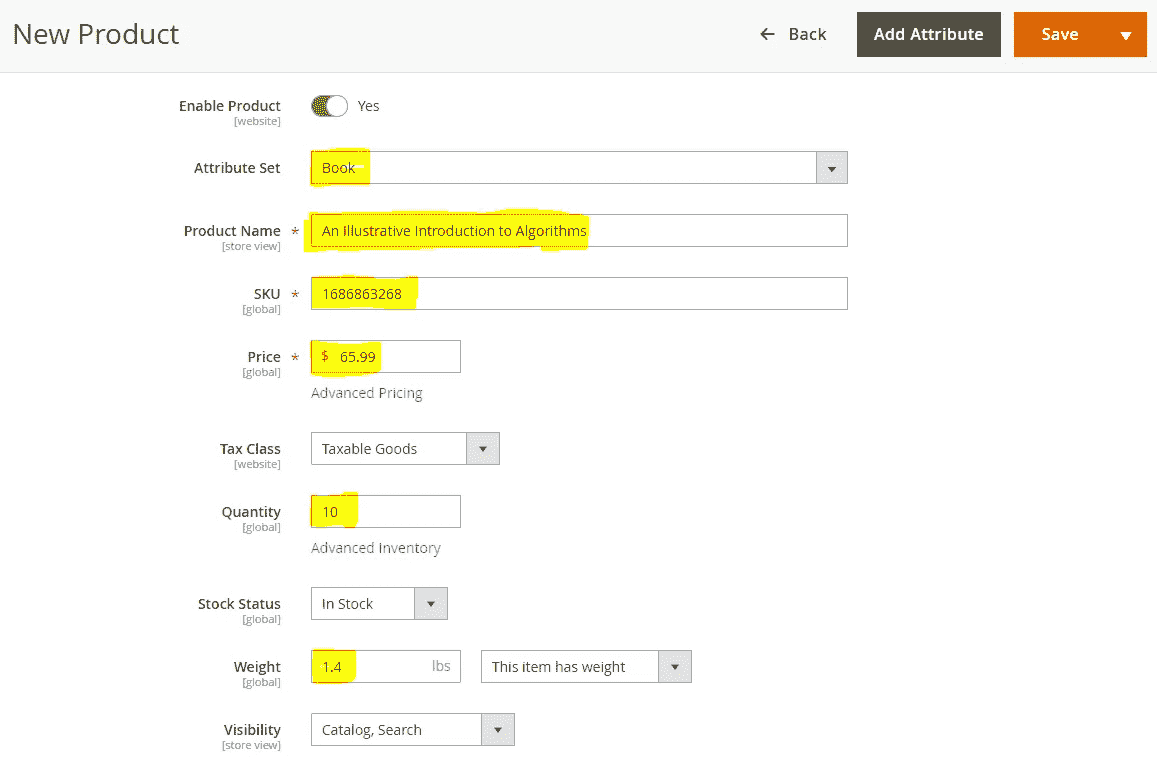 New Product
Back
Add Attribute
Save
Enable Product
[website]
Yes
Attribute Set
Book
Product Name *
[store view]
An Illustrative Introduction to Algorithms
SKU *
[global]
1686863268
Price *
[global]
$ 65.99
Advanced Pricing
Tax Class
[website]
Taxable Goods
Quantity
[global]
10
Advanced Inventory
Stock Status
[global]
In Stock
Weight
[global]
1.4 lbs
This item has weight
Visibility
[store view]
Catalog, Search